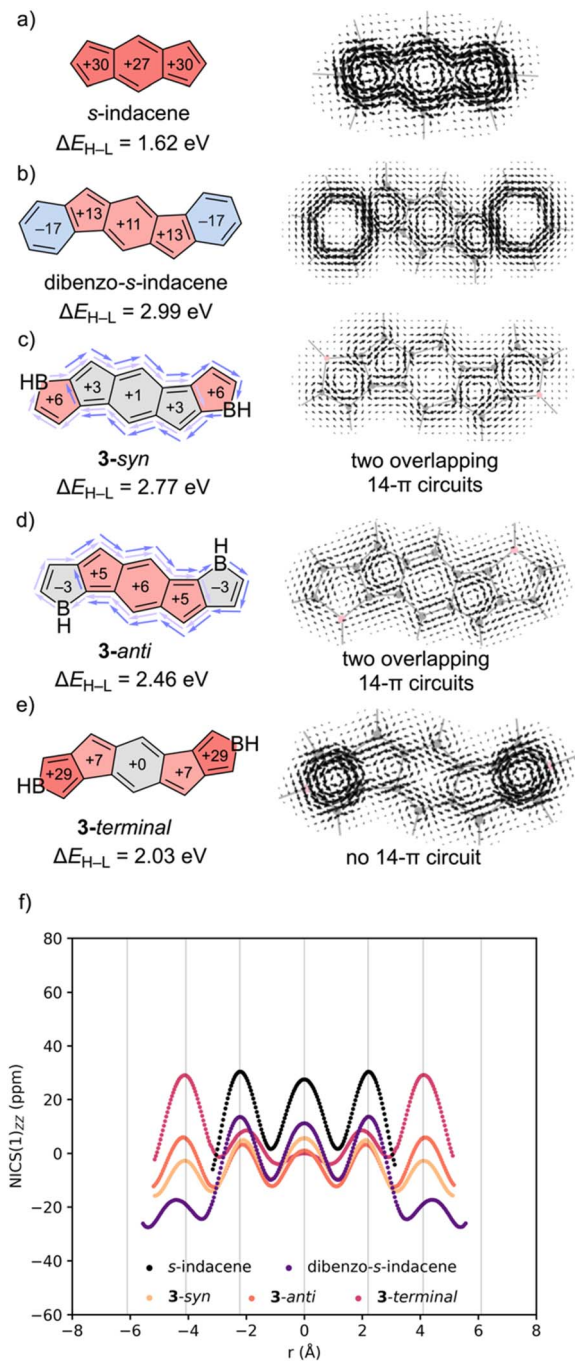 a)
+30 +27 +30
s-indacene
ΔE_H–L = 1.62 eV
b)
−17 +13 +11 +13 −17
dibenzo-s-indacene
ΔE_H–L = 2.99 eV
c)
HB +6 +3 +1 +3 +6 BH
3-syn
ΔE_H–L = 2.77 eV
two overlapping
14-π circuits
d)
H
B
−3 +5 +6 +5 −3
B
H
3-anti
ΔE_H–L = 2.46 eV
two overlapping
14-π circuits
e)
HB +29 +7 +0 +7 +29 BH
3-terminal
ΔE_H–L = 2.03 eV
no 14-π circuit
f)
80
60
40
20
0
−20
−40
−60
NICS(1)ZZ (ppm)
s-indacene dibenzo-s-indacene
3-syn 3-anti 3-terminal
−8 −6 −4 −2 0 2 4 6 8
r (Å)